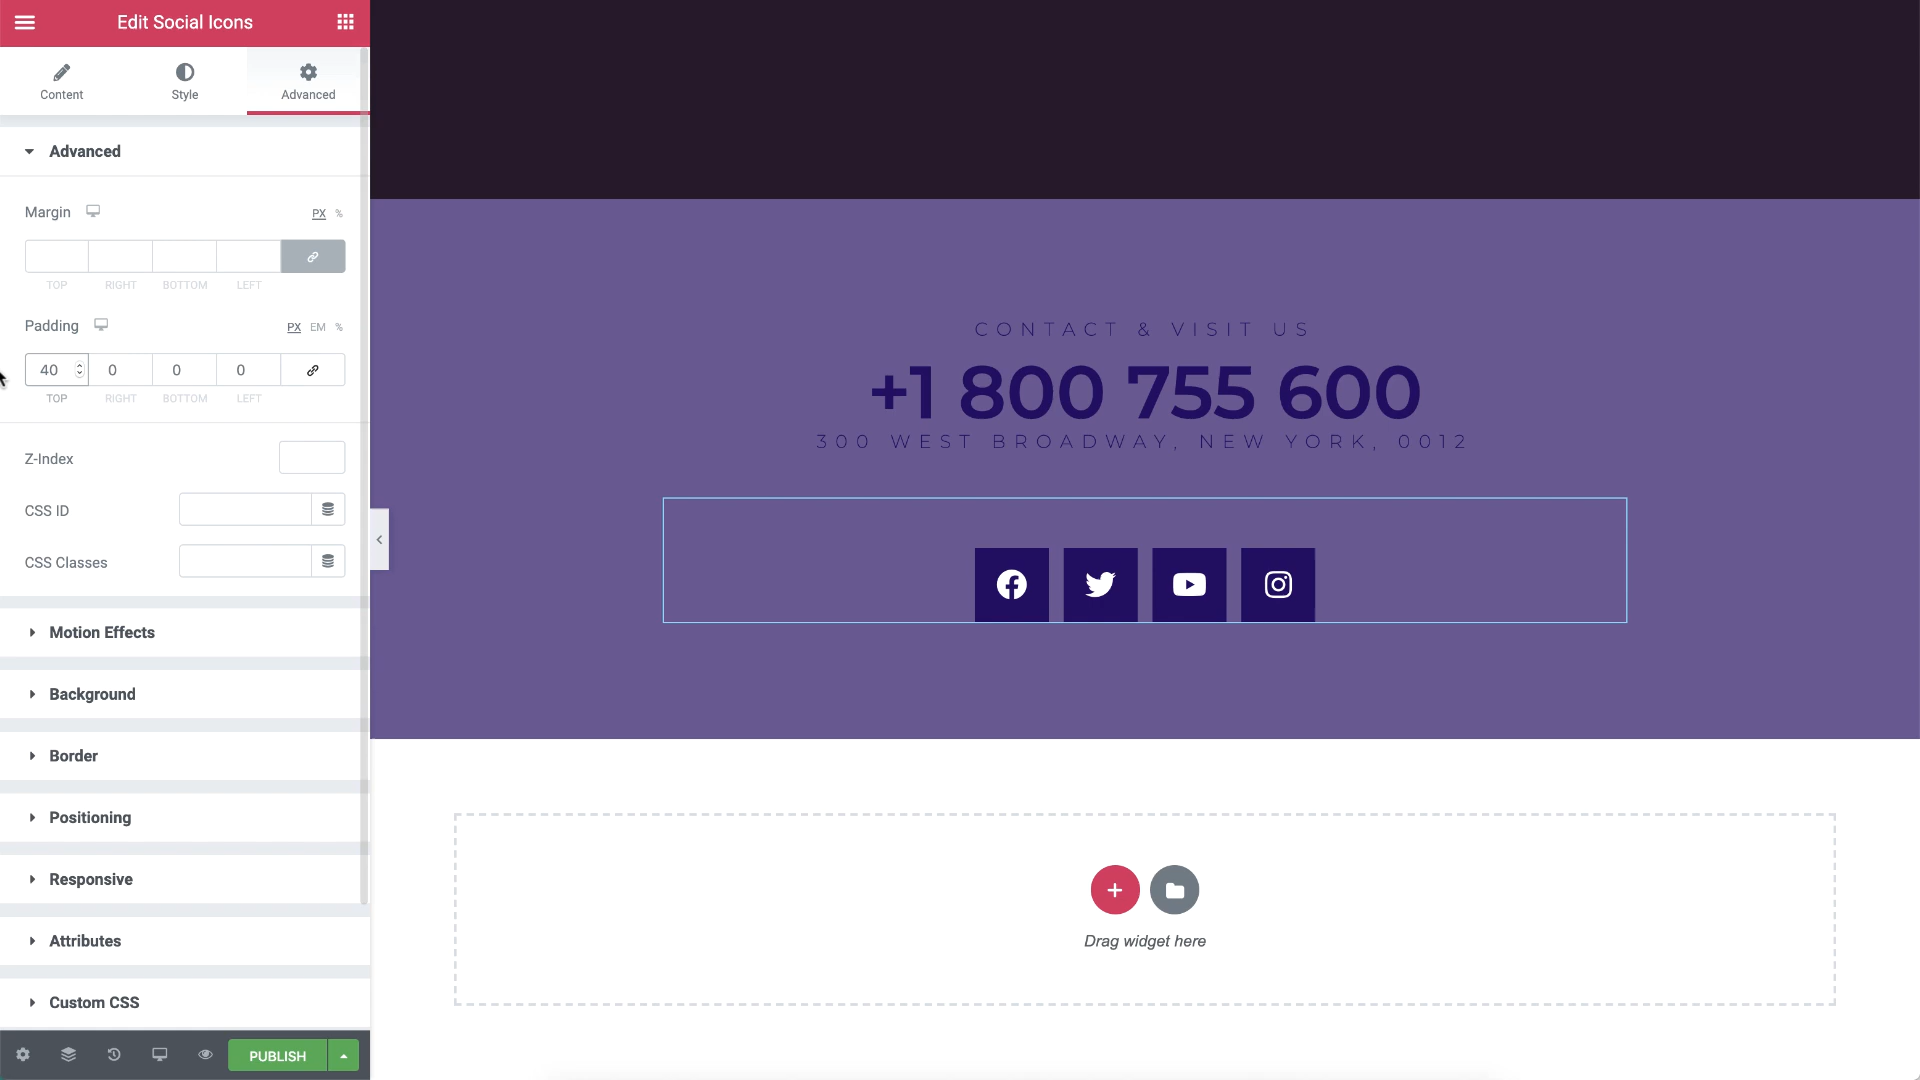 Edit Social Icons
Content
Style
Advanced
Advanced
Margin
PX %
TOP RIGHT BOTTOM LEFT
Padding
PX EM %
40 0 0 0
TOP RIGHT BOTTOM LEFT
Z-Index
CSS ID
CSS Classes
Motion Effects
Background
Border
Positioning
Responsive
Attributes
Custom CSS
PUBLISH
CONTACT & VISIT US
+1 800 755 600
300 WEST BROADWAY, NEW YORK, 0012
Drag widget here